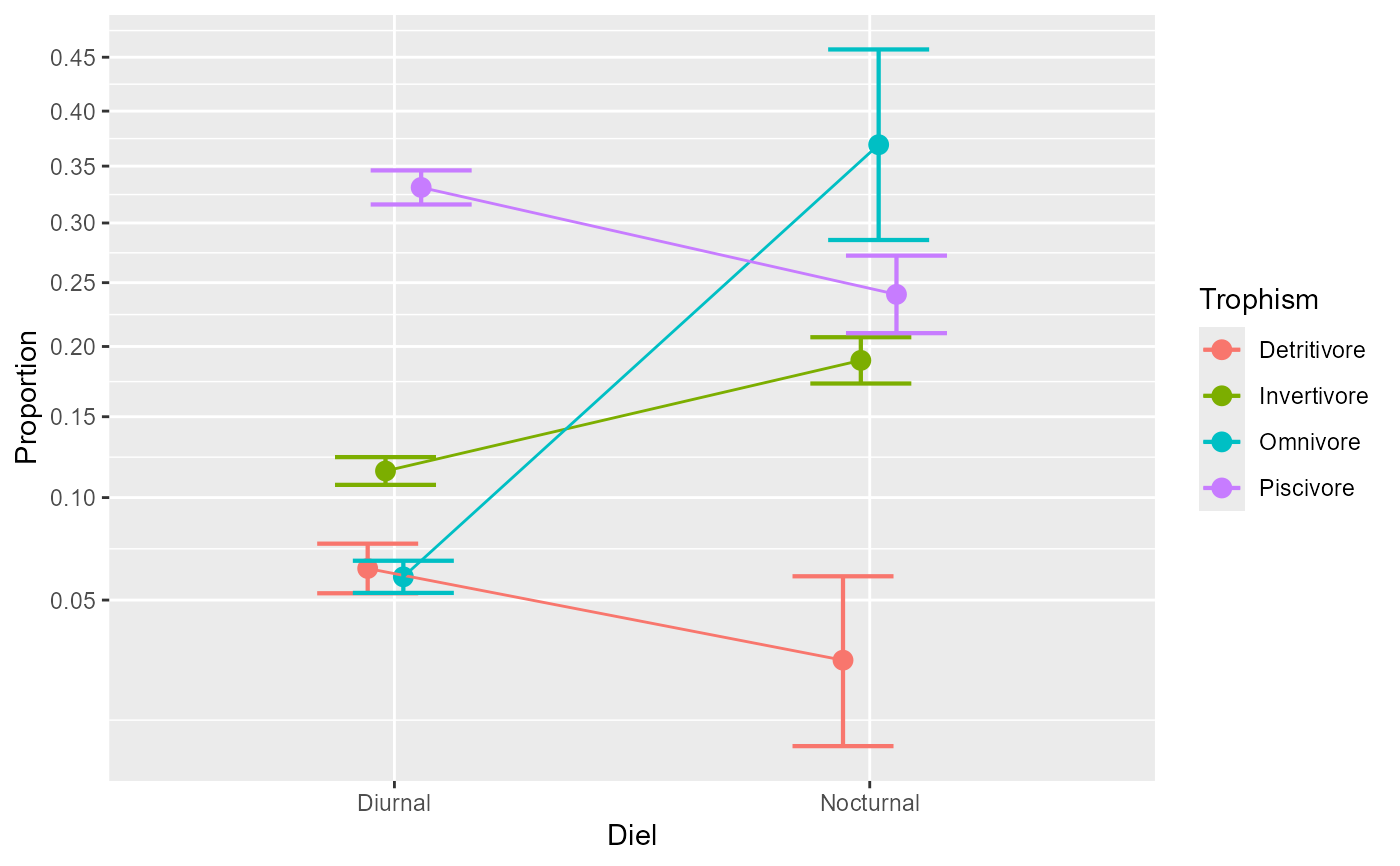 0.45
0.40
0.35
0.30
0.25
0.20
0.15
0.10
0.05
Proportion
Diurnal
Nocturnal
Diel
Trophism
Detritivore
Invertivore
Omnivore
Piscivore